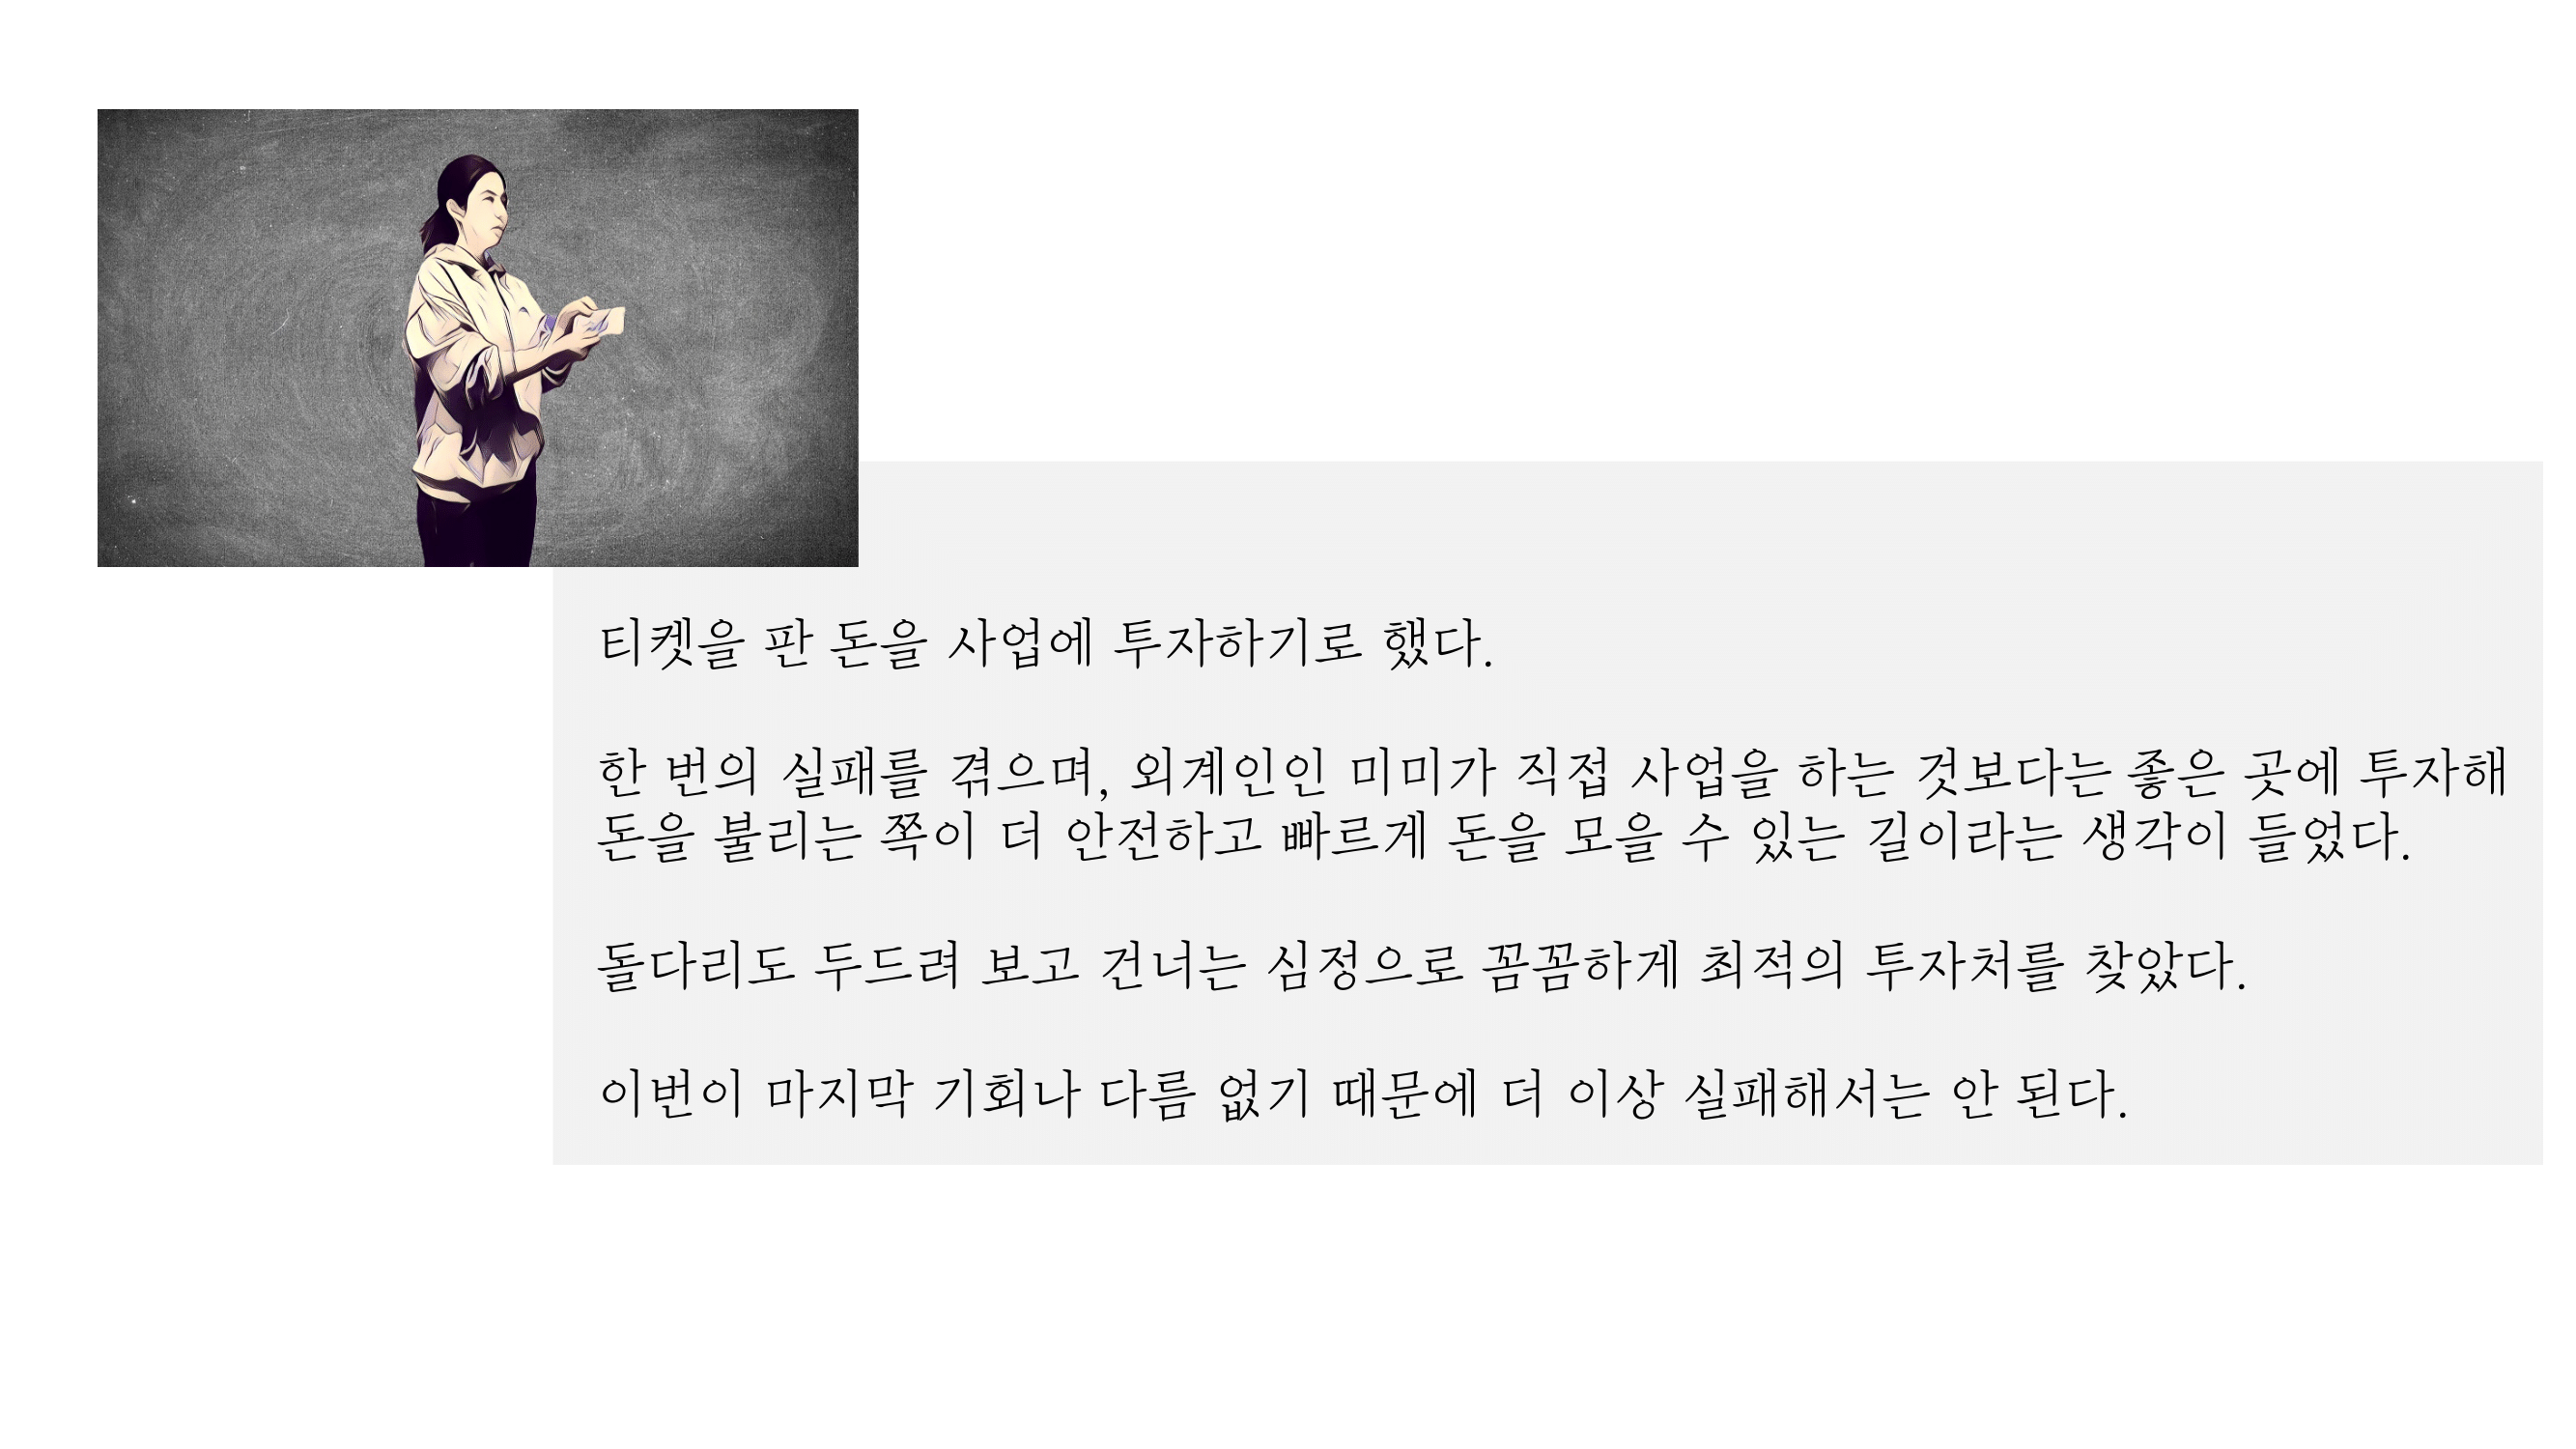 티켓을 판 돈을 사업에 투자하기로 했다.
한 번의 실패를 겪으며, 외계인인 미미가 직접 사업을 하는 것보다는 좋은 곳에 투자해
돈을 불리는 쪽이 더 안전하고 빠르게 돈을 모을 수 있는 길이라는 생각이 들었다.
돌다리도 두드려 보고 건너는 심정으로 꼼꼼하게 최적의 투자처를 찾았다.
이번이 마지막 기회나 다름 없기 때문에 더 이상 실패해서는 안 된다.